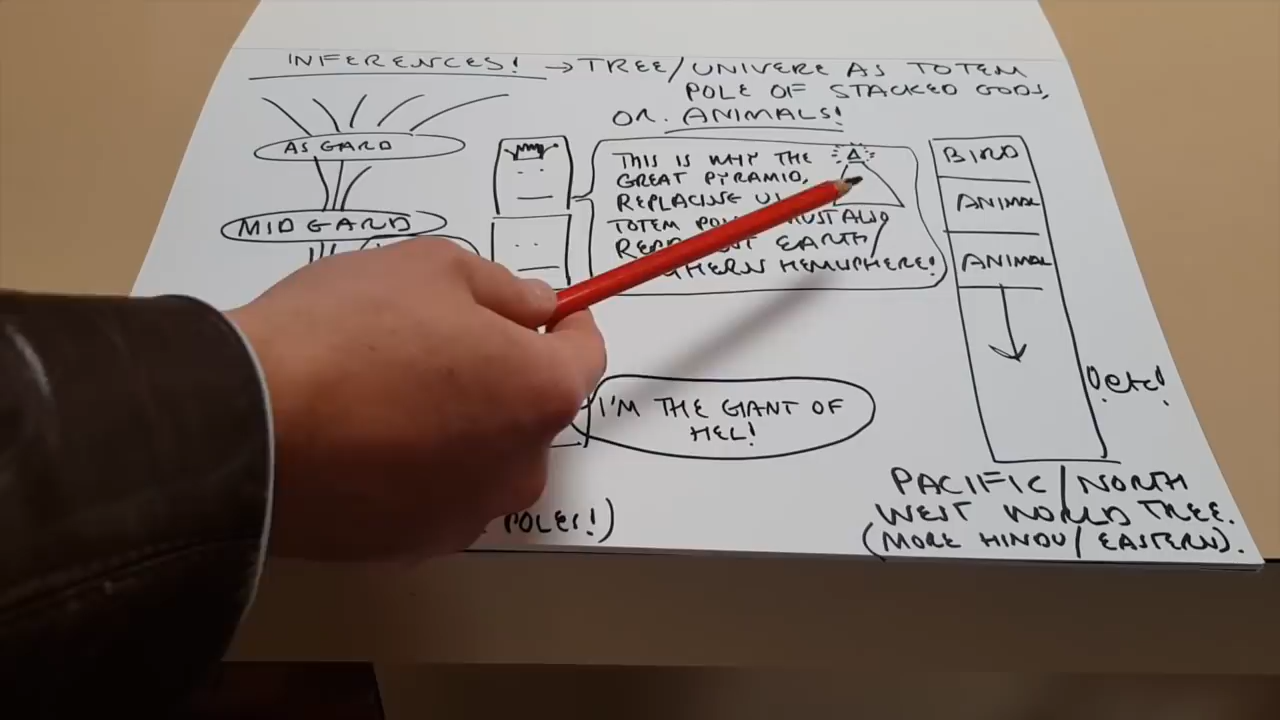 INFERENCES! → TREE/UNIVERE AS TOTEM
POLE OF STACKED GODS,
OR ANIMALS!
ASGARD
MIDGARD
THIS IS WHY THE
GREAT PYRAMID,
REPLACING
TOTEM
EARTH/
HEMISPHERE!
BIRD
ANIMAL
ANIMAL
etc!
I'M THE GIANT OF
HEL!
POLES!)
PACIFIC/NORTH
WEST WORLD TREE.
(MORE HINDU/EASTERN).